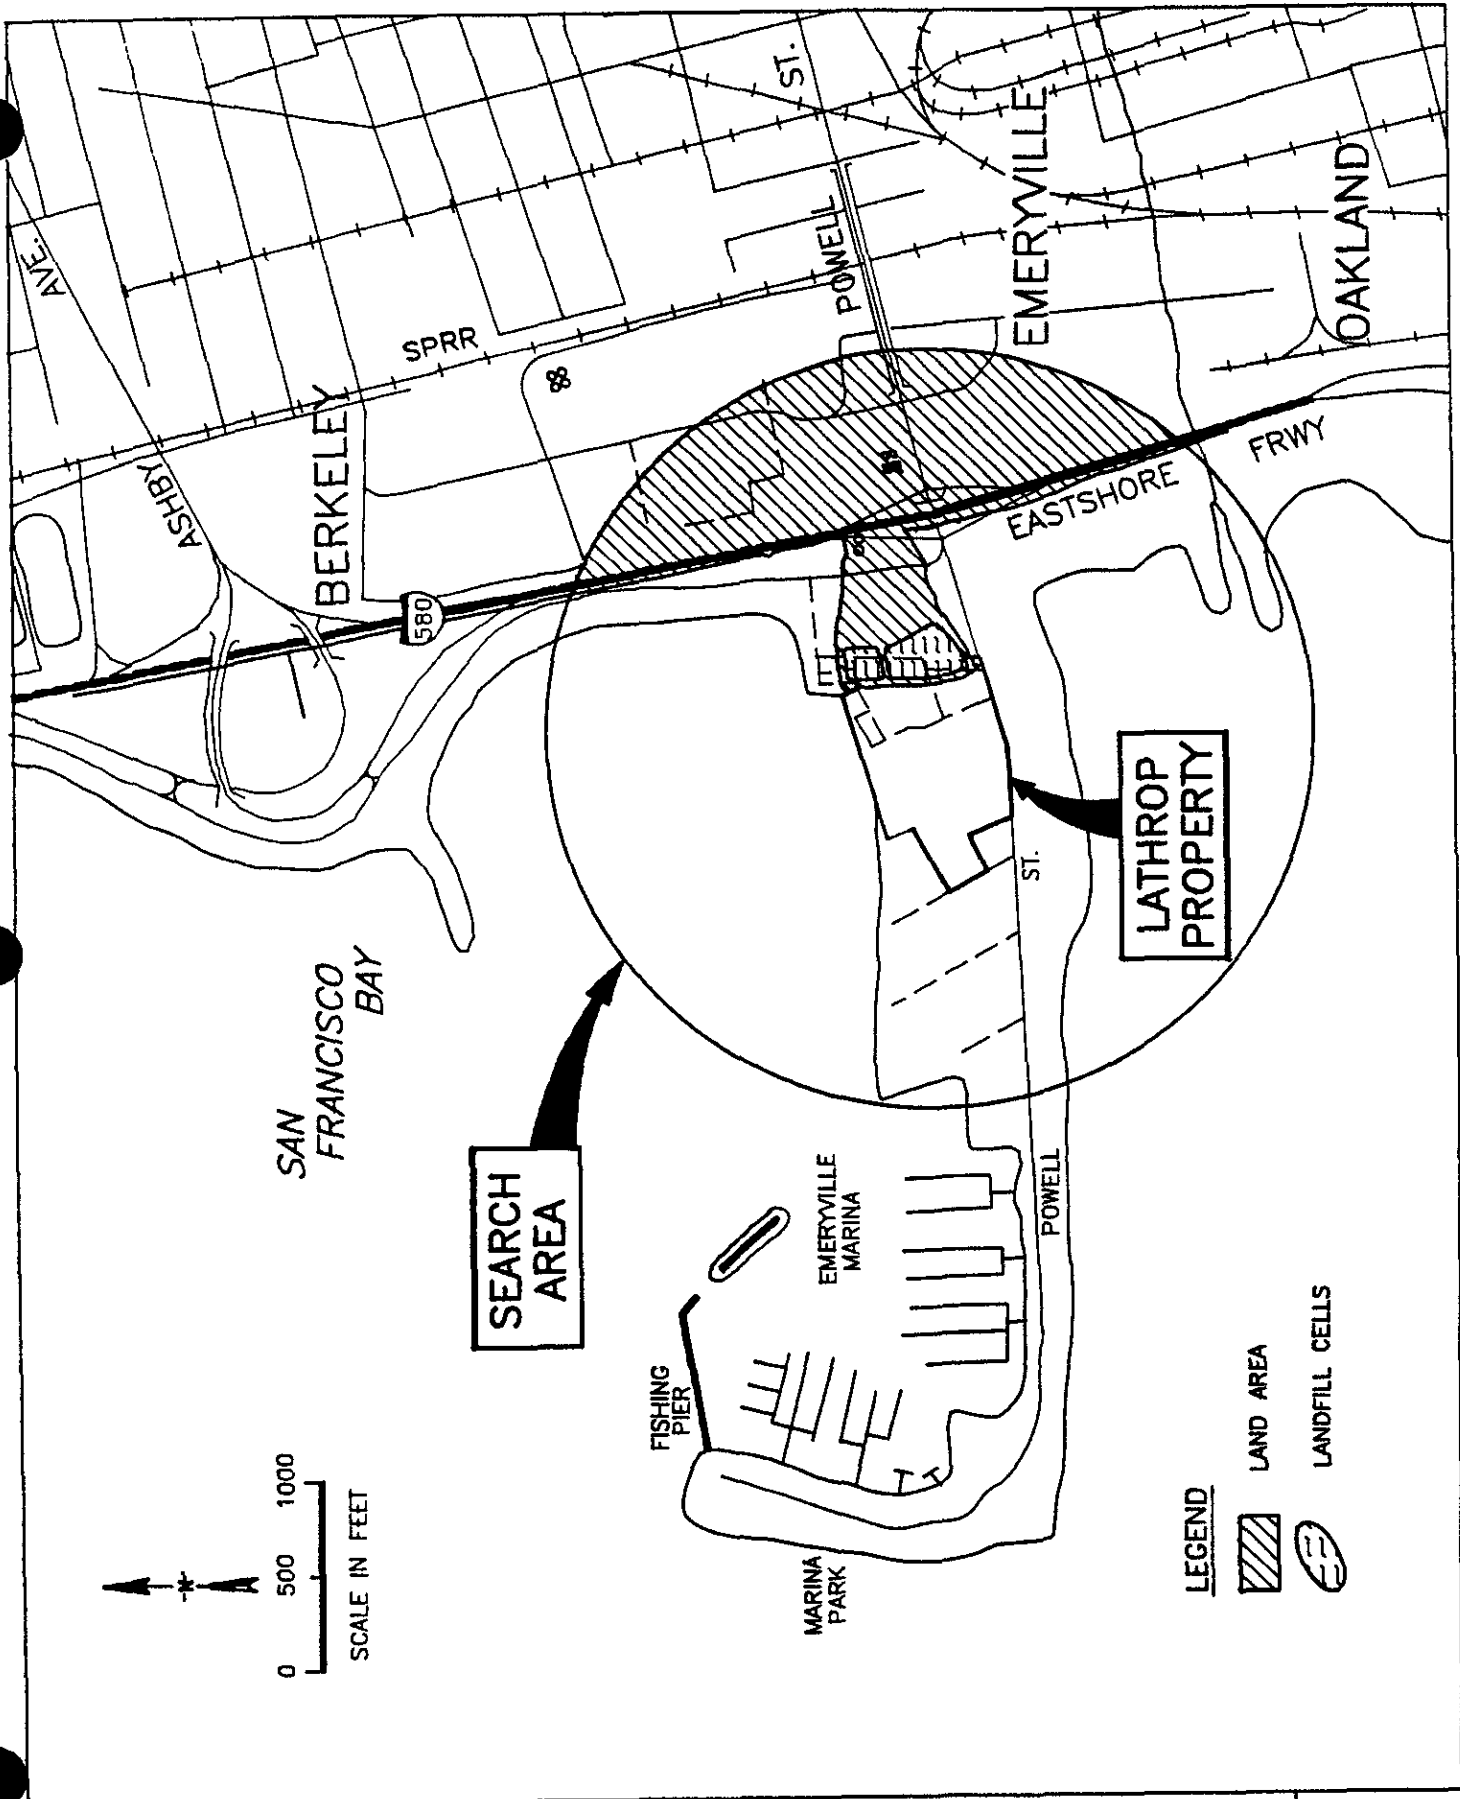 AVE.
ASHBY
BERKELEY
580
SPRR
ST.
POWELL
EMERYVILLE
OAKLAND
EASTSHORE
FRWY
SAN
FRANCISCO
BAY
SEARCH
AREA
LATHROP
PROPERTY
ST.
POWELL
EMERYVILLE
MARINA
FISHING
PIER
MARINA
PARK
N
0 500 1000
SCALE IN FEET
LEGEND
LAND AREA
LANDFILL CELLS